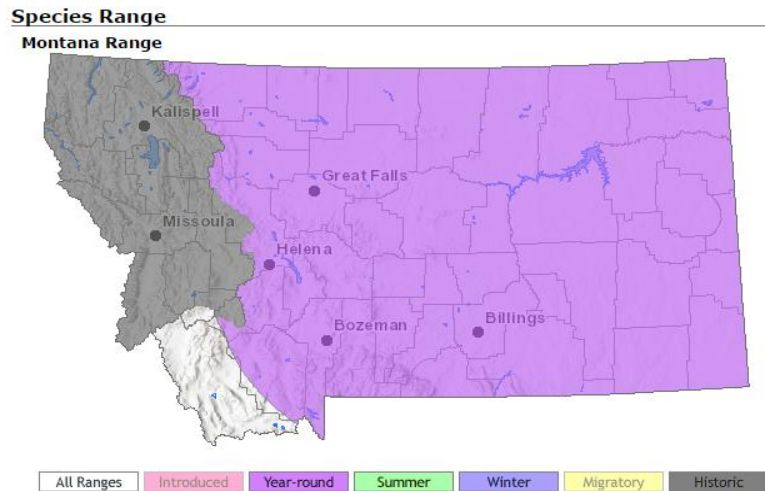 Species Range
Montana Range
Kalispell
Great Falls
Missoula
Helena
Bozeman
Billings
All Ranges
Introduced
Year-round
Summer
Winter
Migratory
Historic